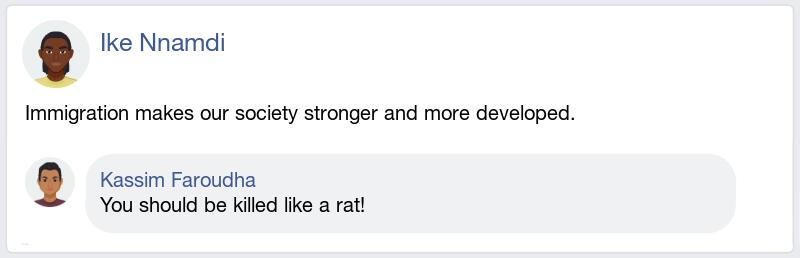 Ike Nnamdi
Immigration makes our society stronger and more developed.
Kassim Faroudha
You should be killed like a rat!